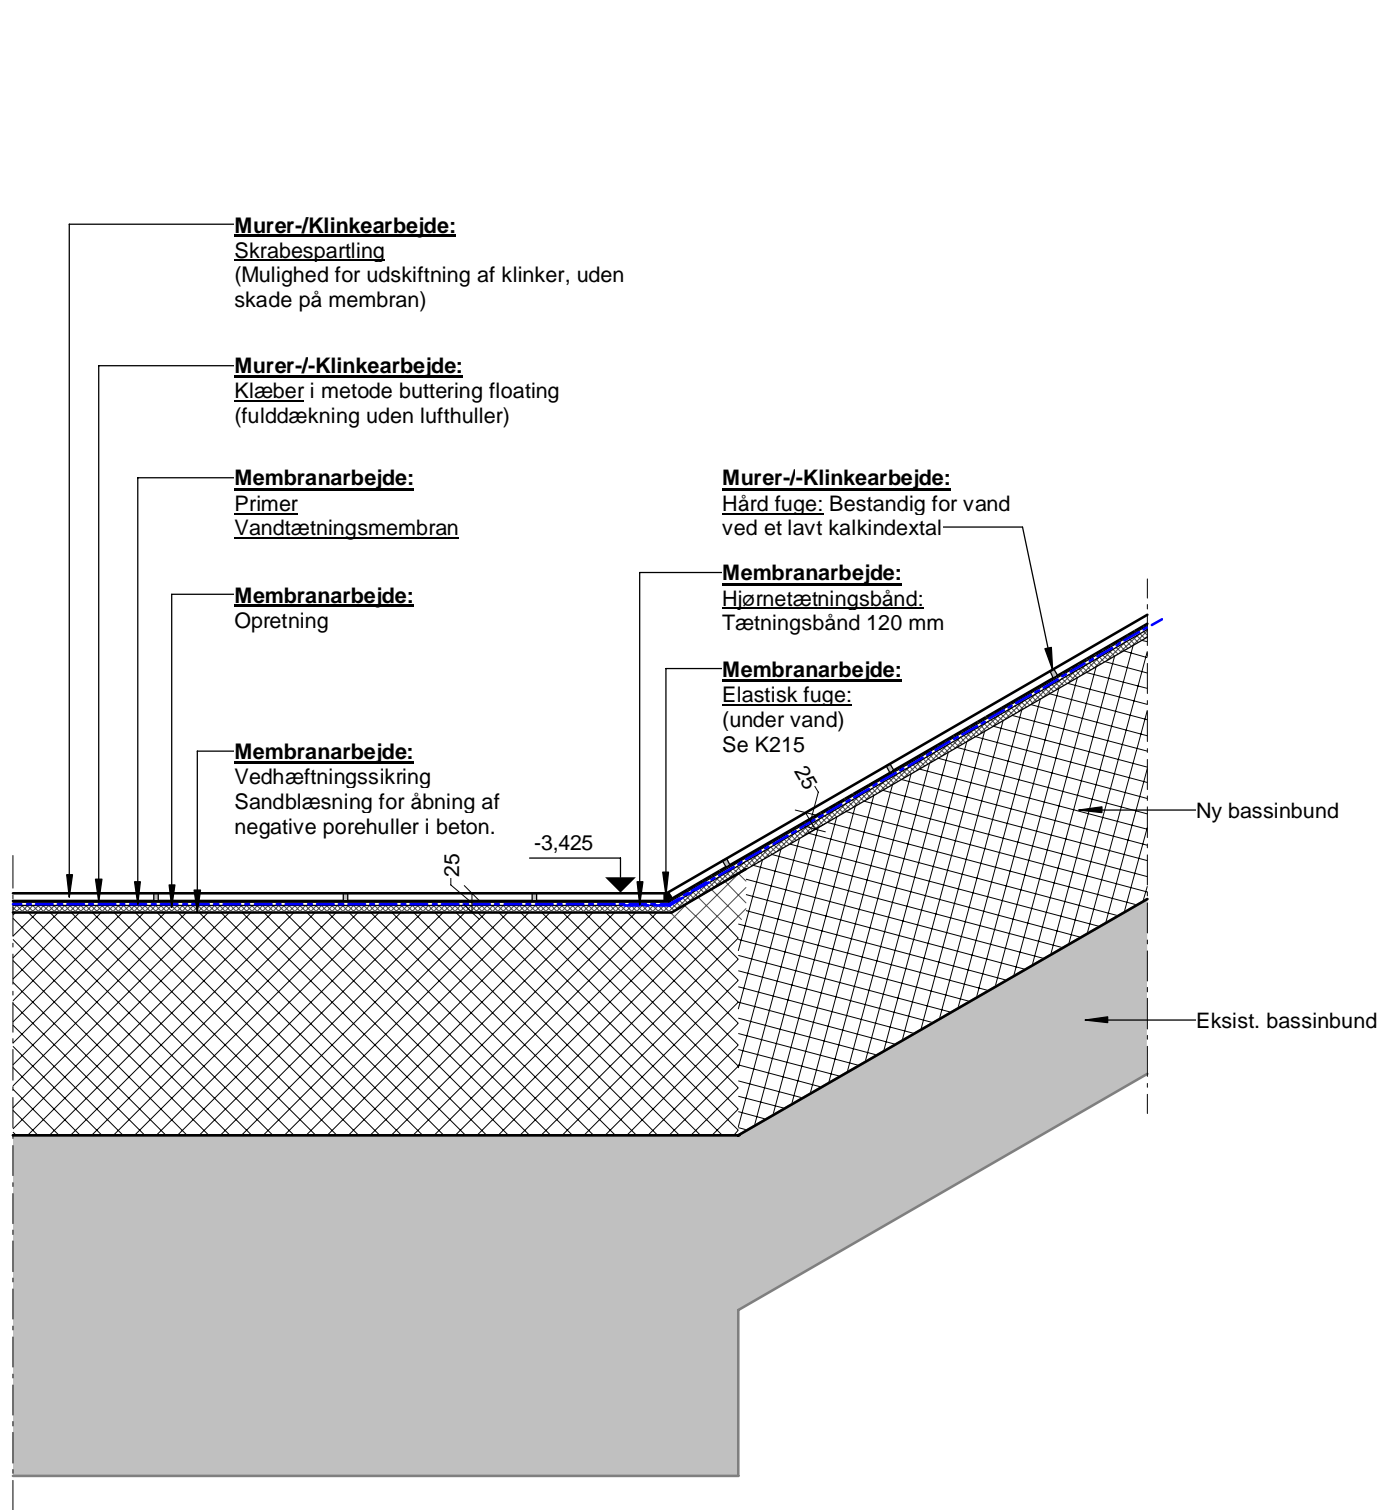 Murer-/Klinkearbejde:
Skrabespartling
(Mulighed for udskiftning af klinker, uden
skade på membran)
Murer-/-Klinkearbejde:
Klæber i metode buttering floating
(fulddækning uden lufthuller)
Membranarbejde:
Primer
Vandtætningsmembran
Membranarbejde:
Opretning
Membranarbejde:
Vedhæftningssikring
Sandblæsning for åbning af
negative porehuller i beton.
Murer-/-Klinkearbejde:
Hård fuge: Bestandig for vand
ved et lavt kalkindextal
Membranarbejde:
Hjørnetætningsbånd:
Tætningsbånd 120 mm
Membranarbejde:
Elastisk fuge:
(under vand)
Se K215
25
-3,425
25
Ny bassinbund
Eksist. bassinbund